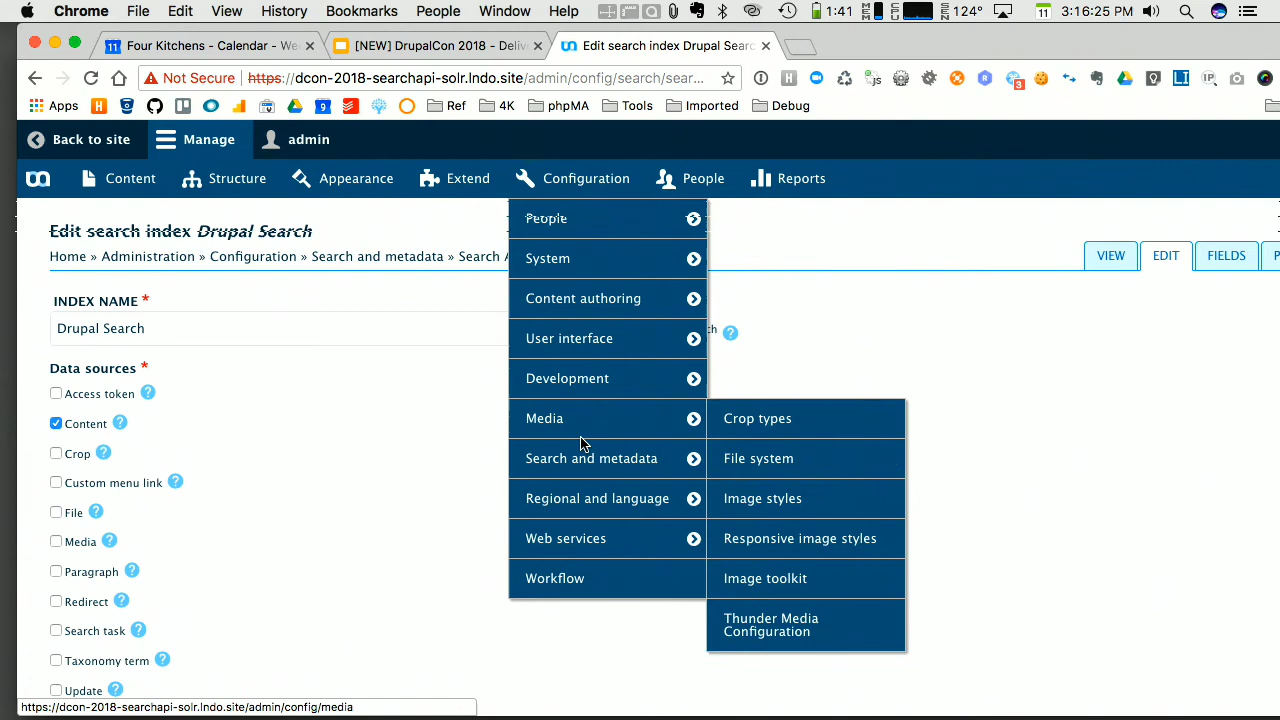 Chrome File Edit View History Bookmarks People Window Help 1:41 MEM SEN 124° 11 3:16:25 PM
11 Four Kitchens - Calendar - We × [NEW] DrupalCon 2018 - Deliv × Edit search index Drupal Searc ×
Not Secure https://dcon-2018-searchapi-solr.lndo.site/admin/config/search/sear...
Apps Ref 4K phpMA Tools Imported Debug
Back to site Manage admin
Content Structure Appearance Extend Configuration People Reports
Edit search index Drupal Search
Home » Administration » Configuration » Search and metadata » Search A
VIEW EDIT FIELDS P
INDEX NAME *
Drupal Search
ch
Data sources *
Access token
Content
Crop
Custom menu link
File
Media
Paragraph
Redirect
Search task
Taxonomy term
Update
People
System
Content authoring
User interface
Development
Media
Search and metadata
Regional and language
Web services
Workflow
Crop types
File system
Image styles
Responsive image styles
Image toolkit
Thunder Media
Configuration
https://dcon-2018-searchapi-solr.lndo.site/admin/config/media